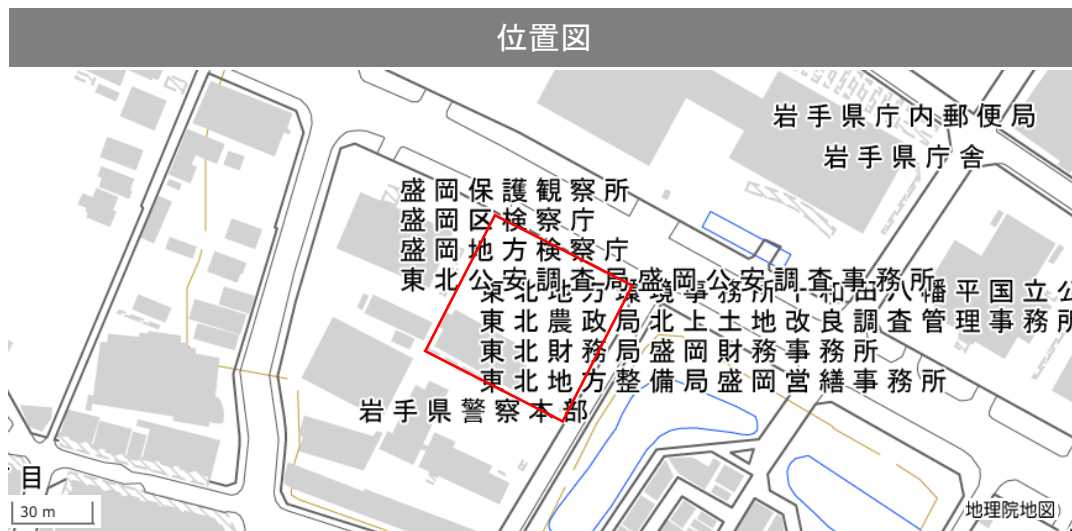 位置図
岩手県庁内郵便局
岩手県庁舎
盛岡保護観察所
盛岡区検察庁
盛岡地方検察庁
東北公安調査局盛岡公安調査事務所
東北地方環境事務所十和田八幡平国立公
東北農政局北上土地改良調査管理事務所
東北財務局盛岡財務事務所
東北地方整備局盛岡営繕事務所
岩手県警察本部
目
30 m
地理院地図